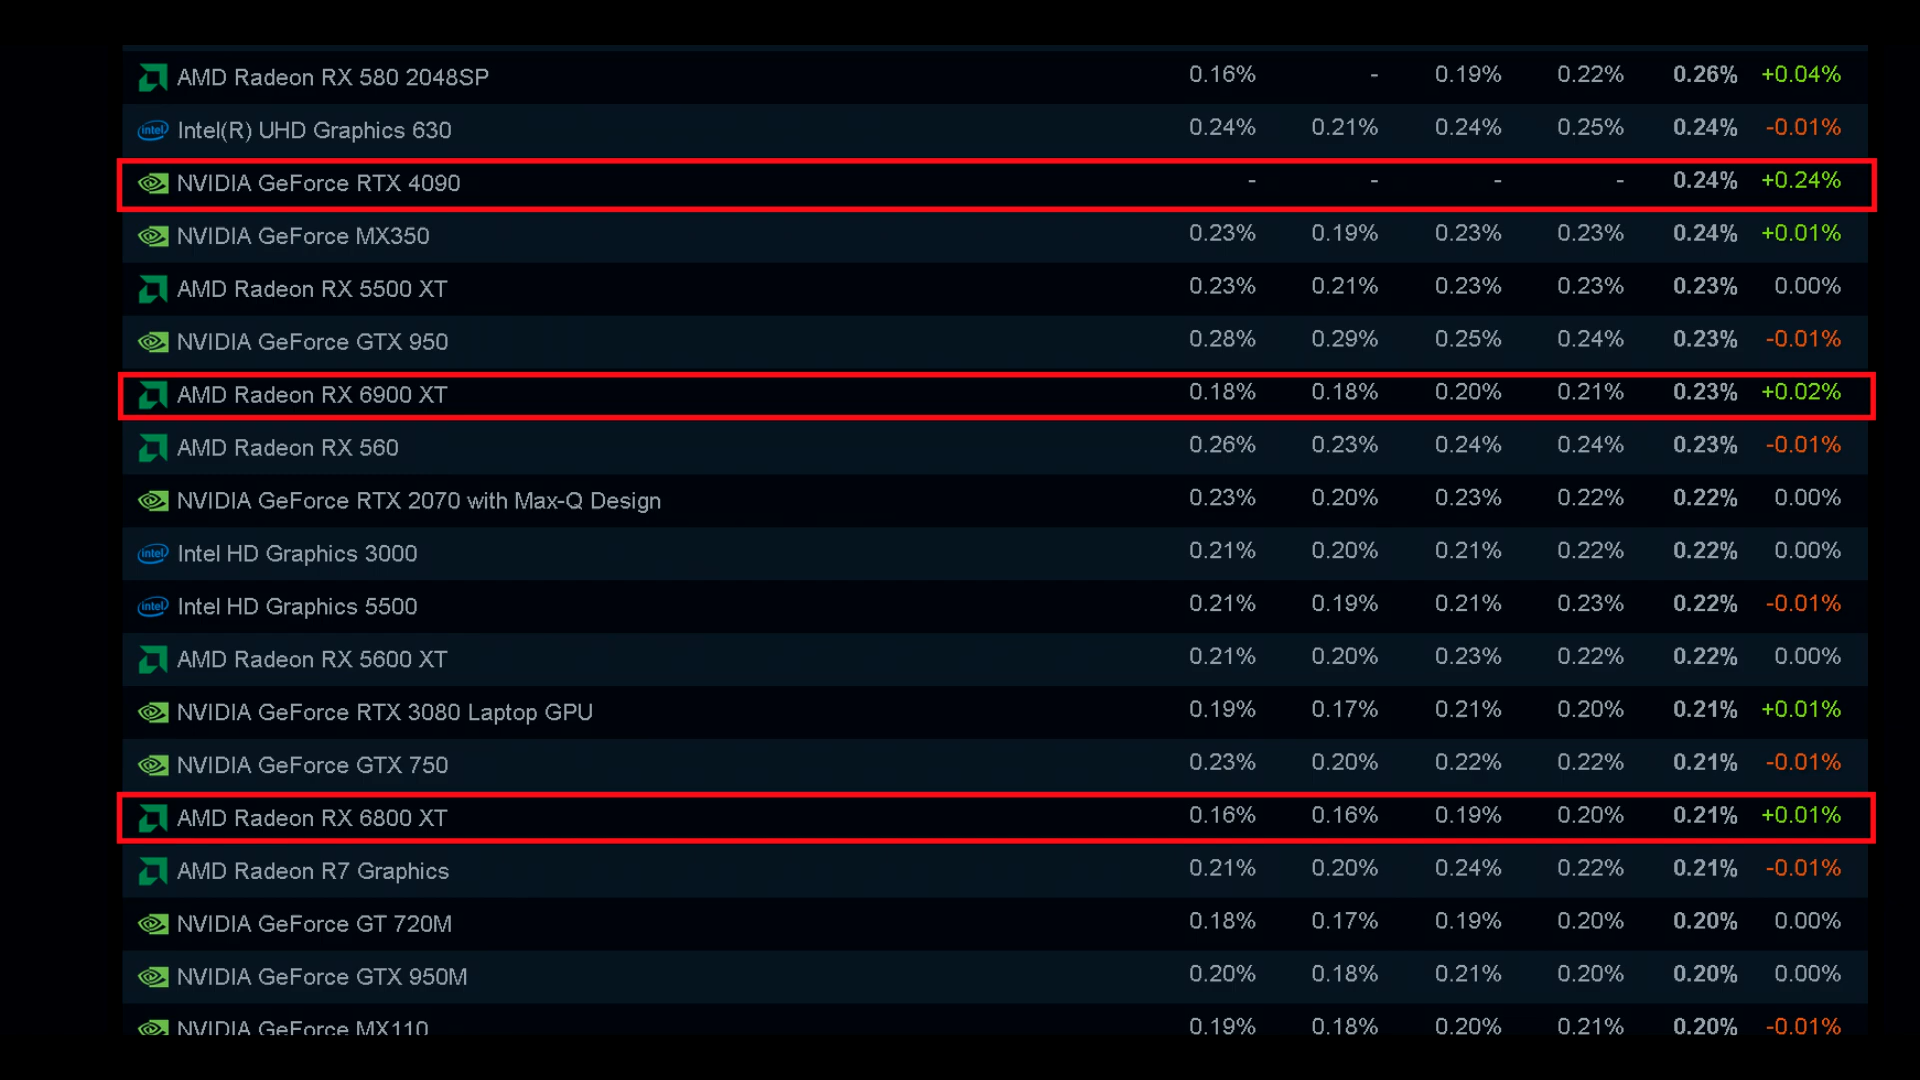 AMD Radeon RX 580 2048SP 0.16% - 0.19% 0.22% 0.26% +0.04%
intel Intel(R) UHD Graphics 630 0.24% 0.21% 0.24% 0.25% 0.24% -0.01%
NVIDIA GeForce RTX 4090 - - - - 0.24% +0.24%
NVIDIA GeForce MX350 0.23% 0.19% 0.23% 0.23% 0.24% +0.01%
AMD Radeon RX 5500 XT 0.23% 0.21% 0.23% 0.23% 0.23% 0.00%
NVIDIA GeForce GTX 950 0.28% 0.29% 0.25% 0.24% 0.23% -0.01%
AMD Radeon RX 6900 XT 0.18% 0.18% 0.20% 0.21% 0.23% +0.02%
AMD Radeon RX 560 0.26% 0.23% 0.24% 0.24% 0.23% -0.01%
NVIDIA GeForce RTX 2070 with Max-Q Design 0.23% 0.20% 0.23% 0.22% 0.22% 0.00%
intel Intel HD Graphics 3000 0.21% 0.20% 0.21% 0.22% 0.22% 0.00%
intel Intel HD Graphics 5500 0.21% 0.19% 0.21% 0.23% 0.22% -0.01%
AMD Radeon RX 5600 XT 0.21% 0.20% 0.23% 0.22% 0.22% 0.00%
NVIDIA GeForce RTX 3080 Laptop GPU 0.19% 0.17% 0.21% 0.20% 0.21% +0.01%
NVIDIA GeForce GTX 750 0.23% 0.20% 0.22% 0.22% 0.21% -0.01%
AMD Radeon RX 6800 XT 0.16% 0.16% 0.19% 0.20% 0.21% +0.01%
AMD Radeon R7 Graphics 0.21% 0.20% 0.24% 0.22% 0.21% -0.01%
NVIDIA GeForce GT 720M 0.18% 0.17% 0.19% 0.20% 0.20% 0.00%
NVIDIA GeForce GTX 950M 0.20% 0.18% 0.21% 0.20% 0.20% 0.00%
NVIDIA GeForce MX110 0.19% 0.18% 0.20% 0.21% 0.20% -0.01%